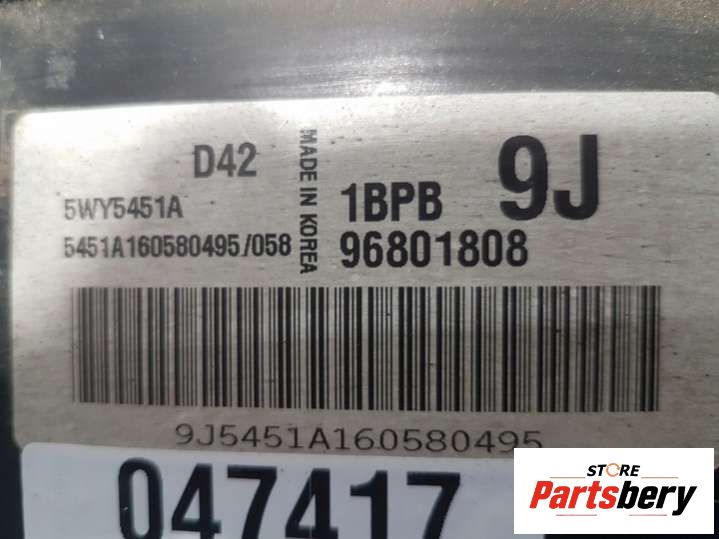 D42
5WY5451A
5451A160580495/058
MADE IN KOREA
1BPB
9J
96801808
9J5451A160580495
047417
STORE
Partsbery